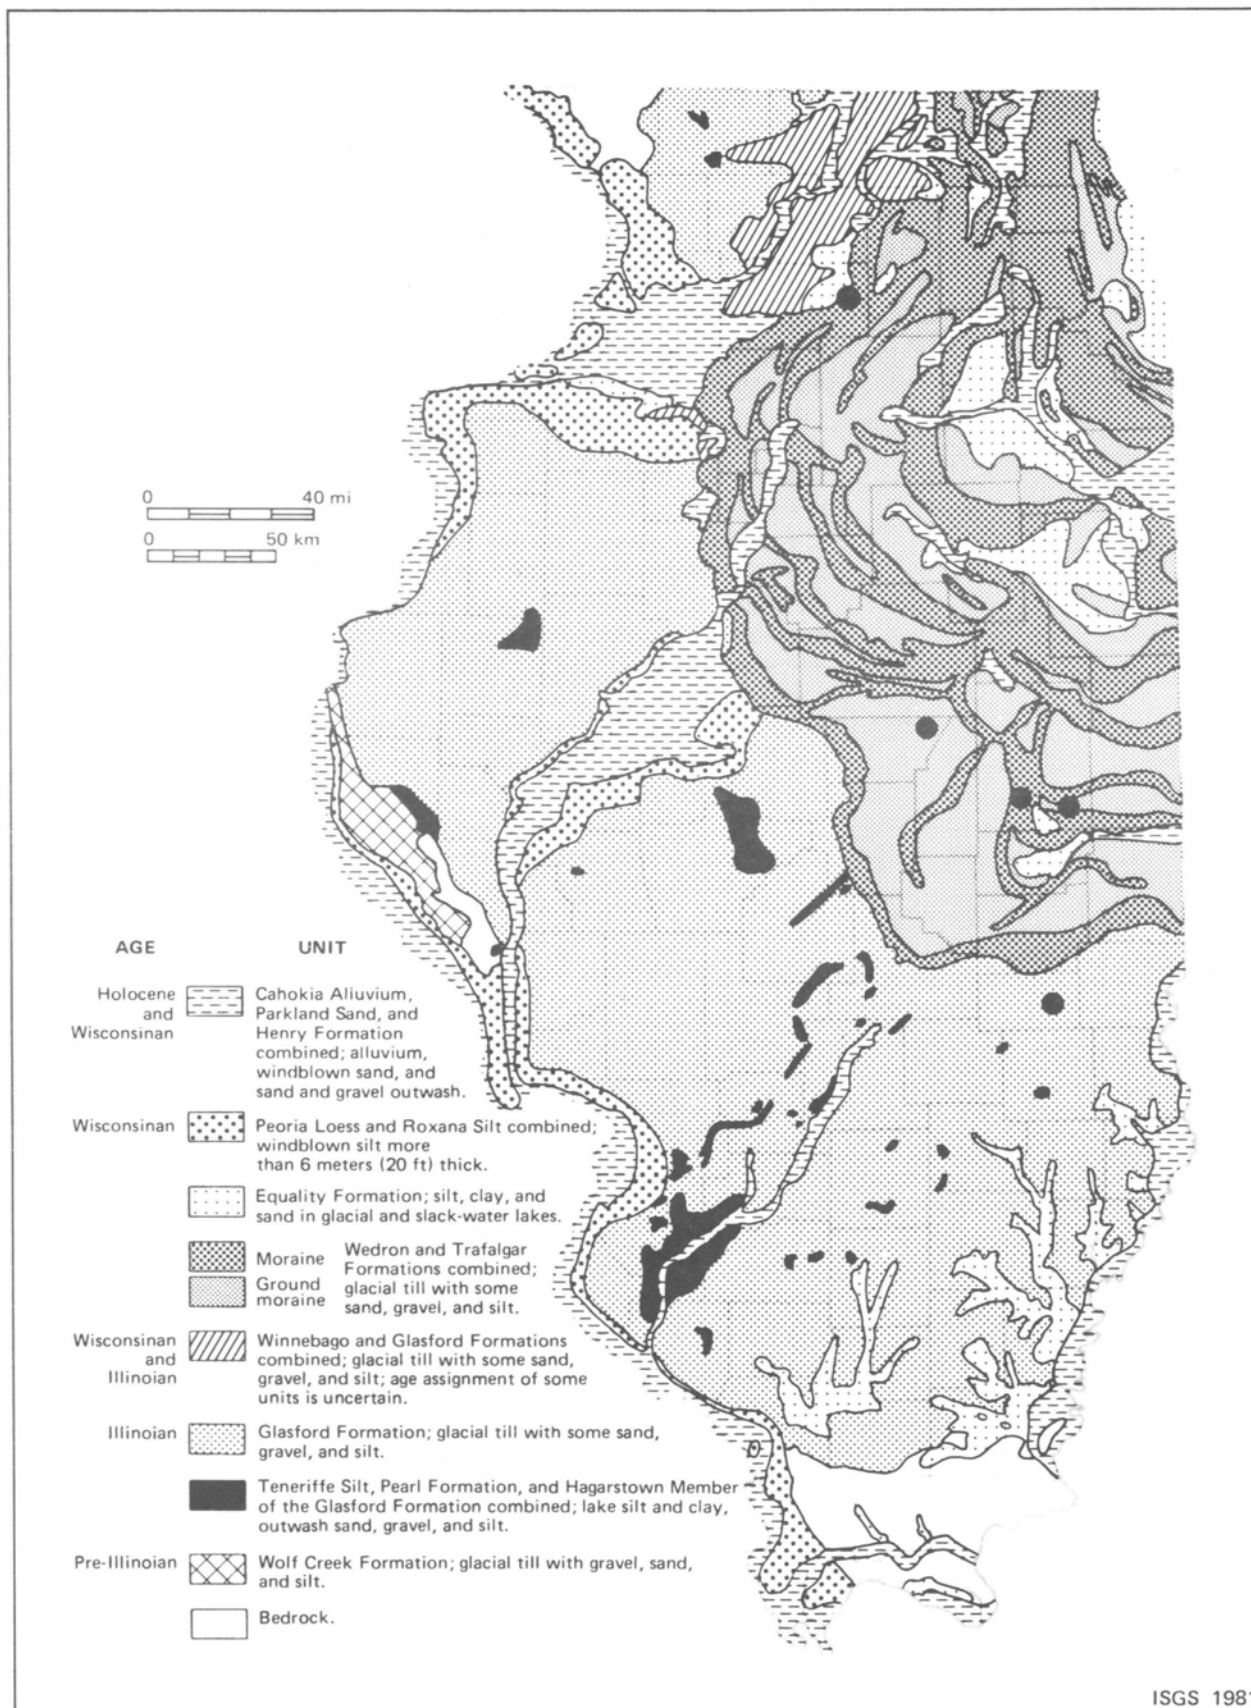 0 40 mi
0 50 km
AGE UNIT
Holocene
and
Wisconsinan
Cahokia Alluvium,
Parkland Sand, and
Henry Formation
combined; alluvium,
windblown sand, and
sand and gravel outwash.
Wisconsinan
Peoria Loess and Roxana Silt combined;
windblown silt more
than 6 meters (20 ft) thick.
Equality Formation; silt, clay, and
sand in glacial and slack-water lakes.
Moraine
Ground
moraine
Wedron and Trafalgar
Formations combined;
glacial till with some
sand, gravel, and silt.
Wisconsinan
and
Illinoian
Winnebago and Glasford Formations
combined; glacial till with some sand,
gravel, and silt; age assignment of some
units is uncertain.
Illinoian
Glasford Formation; glacial till with some sand,
gravel, and silt.
Teneriffe Silt, Pearl Formation, and Hagarstown Member
of the Glasford Formation combined; lake silt and clay,
outwash sand, gravel, and silt.
Pre-Illinoian
Wolf Creek Formation; glacial till with gravel, sand,
and silt.
Bedrock.
ISGS 1981